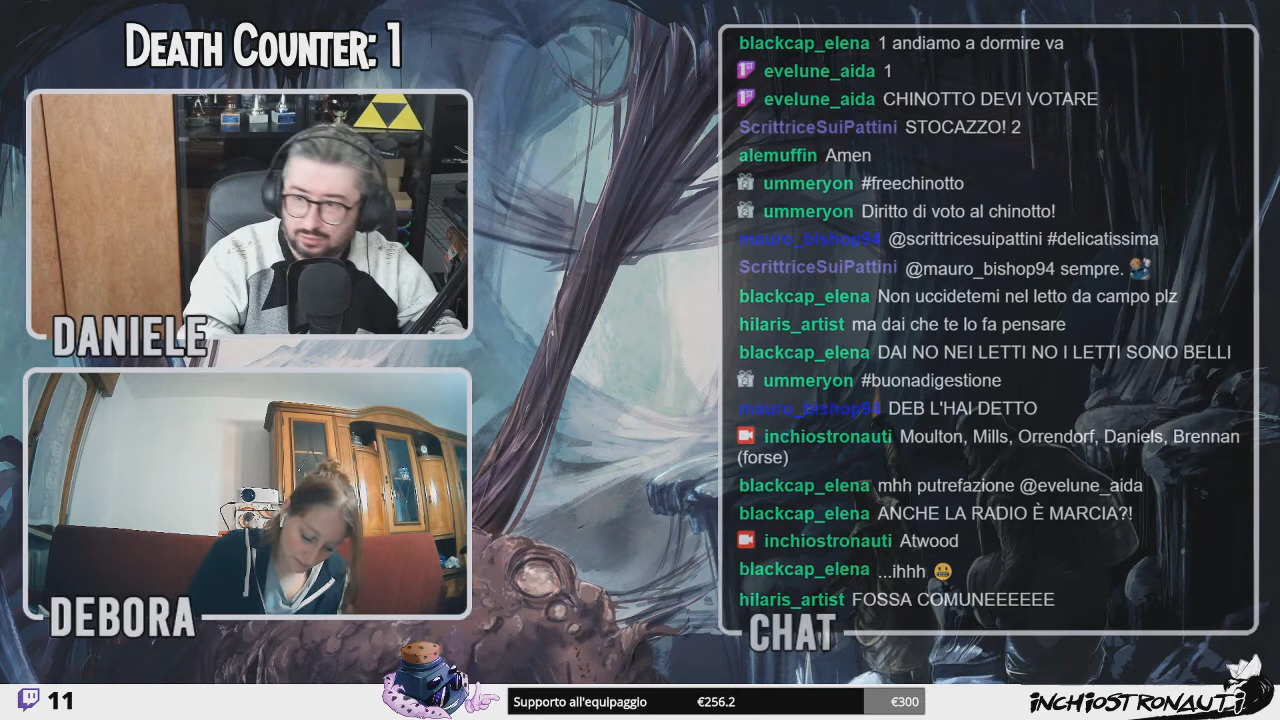 DEATH COUNTER: 1
DANIELE
DEBORA
blackcap_elena 1 andiamo a dormire va
evelune_aida 1
evelune_aida CHINOTTO DEVI VOTARE
ScrittriceSuiPattini STOCAZZO! 2
alemuffin Amen
ummeryon #freechinotto
ummeryon Diritto di voto al chinotto!
mauro_bishop94 @scrittricesuipattini #delicatissima
ScrittriceSuiPattini @mauro_bishop94 sempre.
blackcap_elena Non uccidetemi nel letto da campo plz
hilaris_artist ma dai che te lo fa pensare
blackcap_elena DAI NO NEI LETTI NO I LETTI SONO BELLI
ummeryon #buonadigestione
mauro_bishop94 DEB L'HAI DETTO
inchiostronauti Moulton, Mills, Orrendorf, Daniels, Brennan
(forse)
blackcap_elena mhh putrefazione @evelune_aida
blackcap_elena ANCHE LA RADIO È MARCIA?!
inchiostronauti Atwood
blackcap_elena ...ihhh 😬
hilaris_artist FOSSA COMUNEEEEEE
CHAT
11
Supporto all'equipaggio €256.2 €300
INCHIOSTRONAUTI